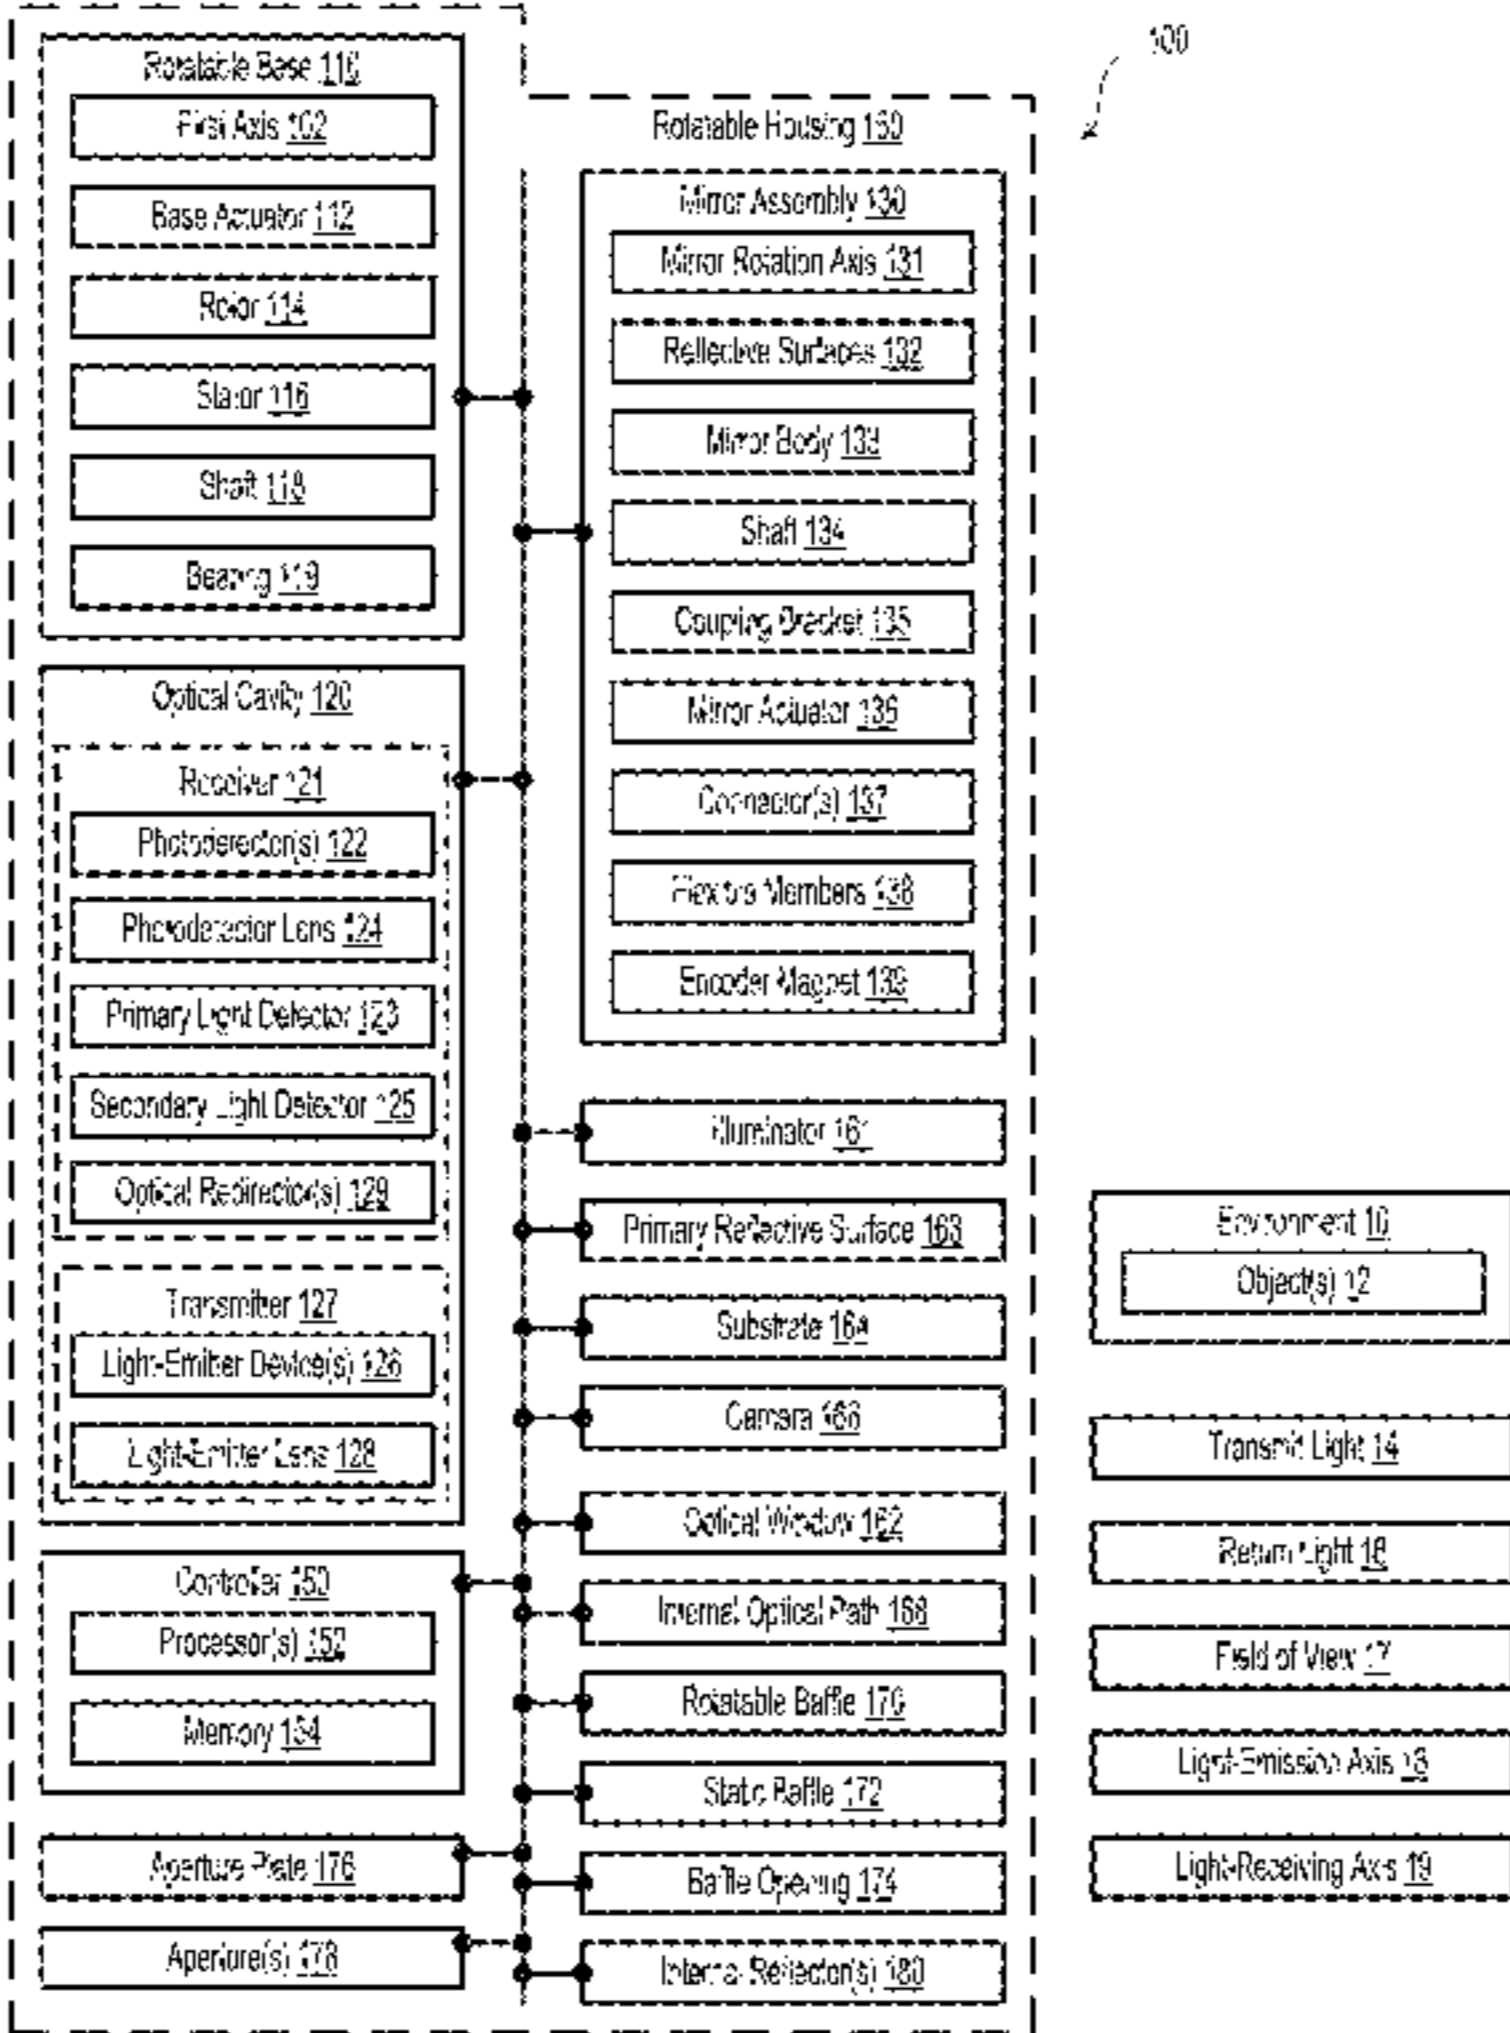 100
Rotatable Base 110
First Axis 102
Base Actuator 112
Rotor 114
Stator 116
Shaft 118
Bearing 119
Optical Cavity 120
Receiver 121
Photodetector(s) 122
Photodetector Lens 124
Primary Light Detector 123
Secondary Light Detector 125
Optical Redirector(s) 129
Transmitter 127
Light-Emitter Device(s) 126
Light-Emitter Lens 128
Controller 150
Processor(s) 152
Memory 154
Aperture Plate 176
Aperture(s) 178
Rotatable Housing 160
Mirror Assembly 130
Mirror Rotation Axis 131
Reflective Surfaces 132
Mirror Body 133
Shaft 134
Coupling Bracket 135
Mirror Actuator 136
Connector(s) 137
Flexible Members 138
Encoder Magnet 139
Illuminator 161
Primary Reflective Surface 163
Substrate 164
Camera 166
Optical Window 162
Internal Optical Path 168
Rotatable Baffle 170
Static Baffle 172
Baffle Opening 174
Internal Reflector(s) 180
Environment 10
Object(s) 12
Transmit Light 14
Return Light 16
Field of View 17
Light-Emission Axis 18
Light-Receiving Axis 19